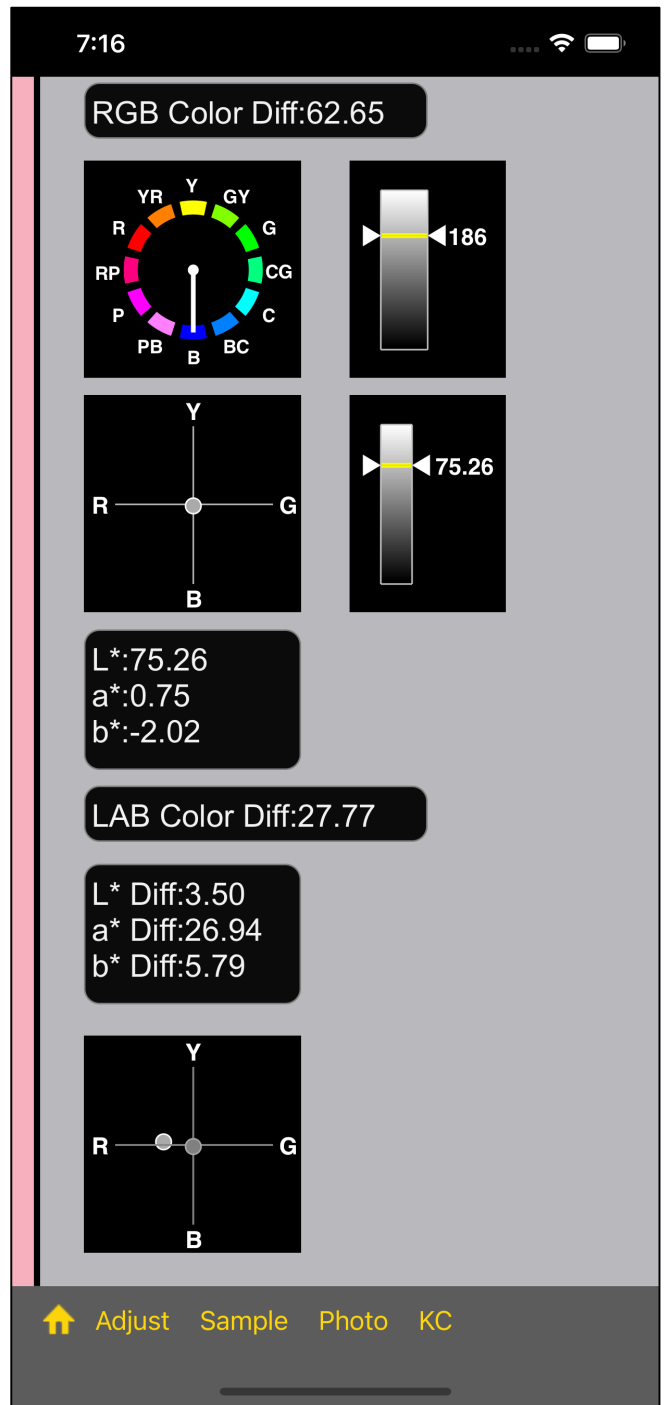 7:16
RGB Color Diff:62.65
Y
YR
GY
R
G
RP
CG
P
C
PB
BC
B
186
Y
R
G
B
75.26
L*:75.26
a*:0.75
b*:-2.02
LAB Color Diff:27.77
L* Diff:3.50
a* Diff:26.94
b* Diff:5.79
Y
R
G
B
Adjust Sample Photo KC